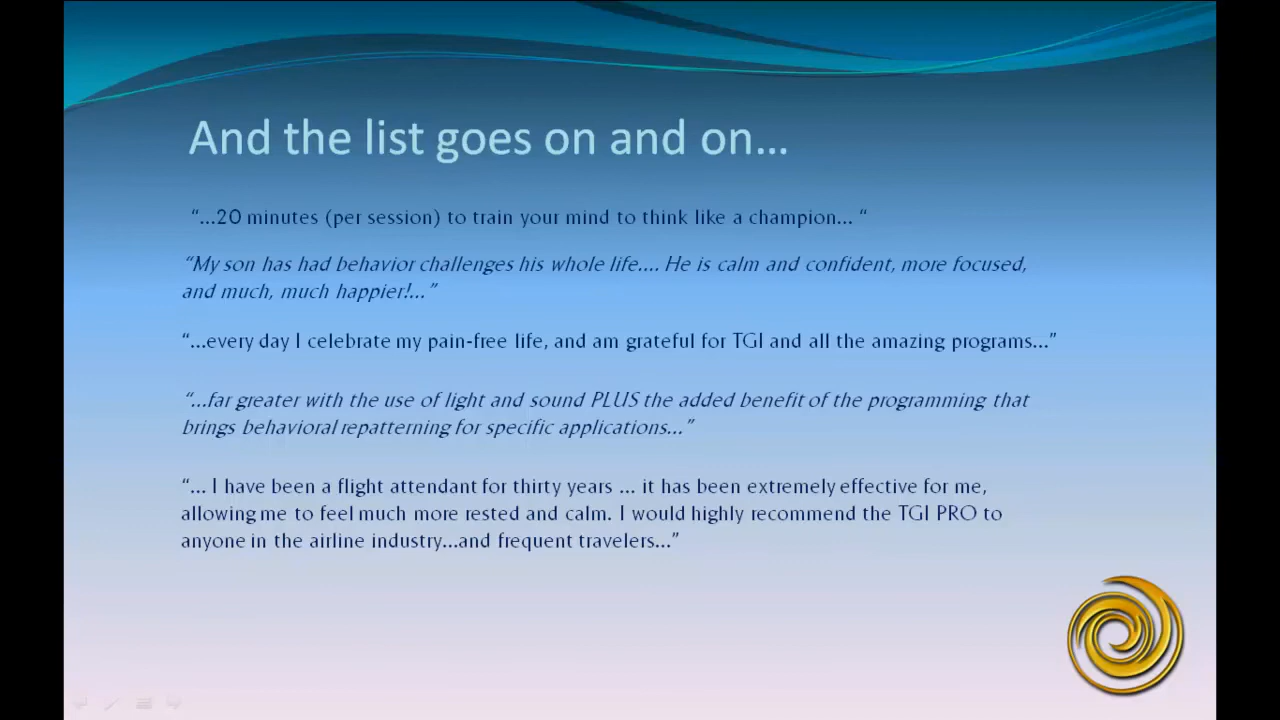 And the list goes on and on...
“...20 minutes (per session) to train your mind to think like a champion... “
“My son has had behavior challenges his whole life.... He is calm and confident, more focused,
and much, much happier!...”
“...every day I celebrate my pain-free life, and am grateful for TGI and all the amazing programs...”
“...far greater with the use of light and sound PLUS the added benefit of the programming that
brings behavioral repatterning for specific applications...”
“... I have been a flight attendant for thirty years ... it has been extremely effective for me,
allowing me to feel much more rested and calm. I would highly recommend the TGI PRO to
anyone in the airline industry...and frequent travelers...”